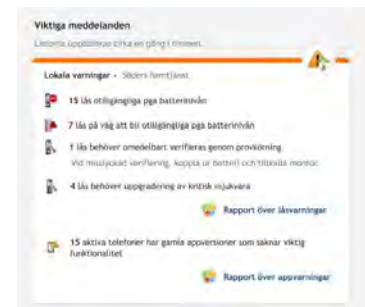 Viktiga meddelanden
Listorna uppdateras cirka en gång i timmen.
Lokala varningar - Söders hemtjänst
15 lås otillgängliga pga batterinivån
7 lås på väg att bli otillgängliga pga batterinivån
1 lås behöver omedelbart verifieras genom provkörning
Vid misslyckad verifiering, koppla ur batteri och tillkalla montör.
4 lås behöver uppgradering av kritisk mjukvara
Rapport över låsvarningar
15 aktiva telefoner har gamla appversioner som saknar viktig
funktionalitet
Rapport över appvarningar